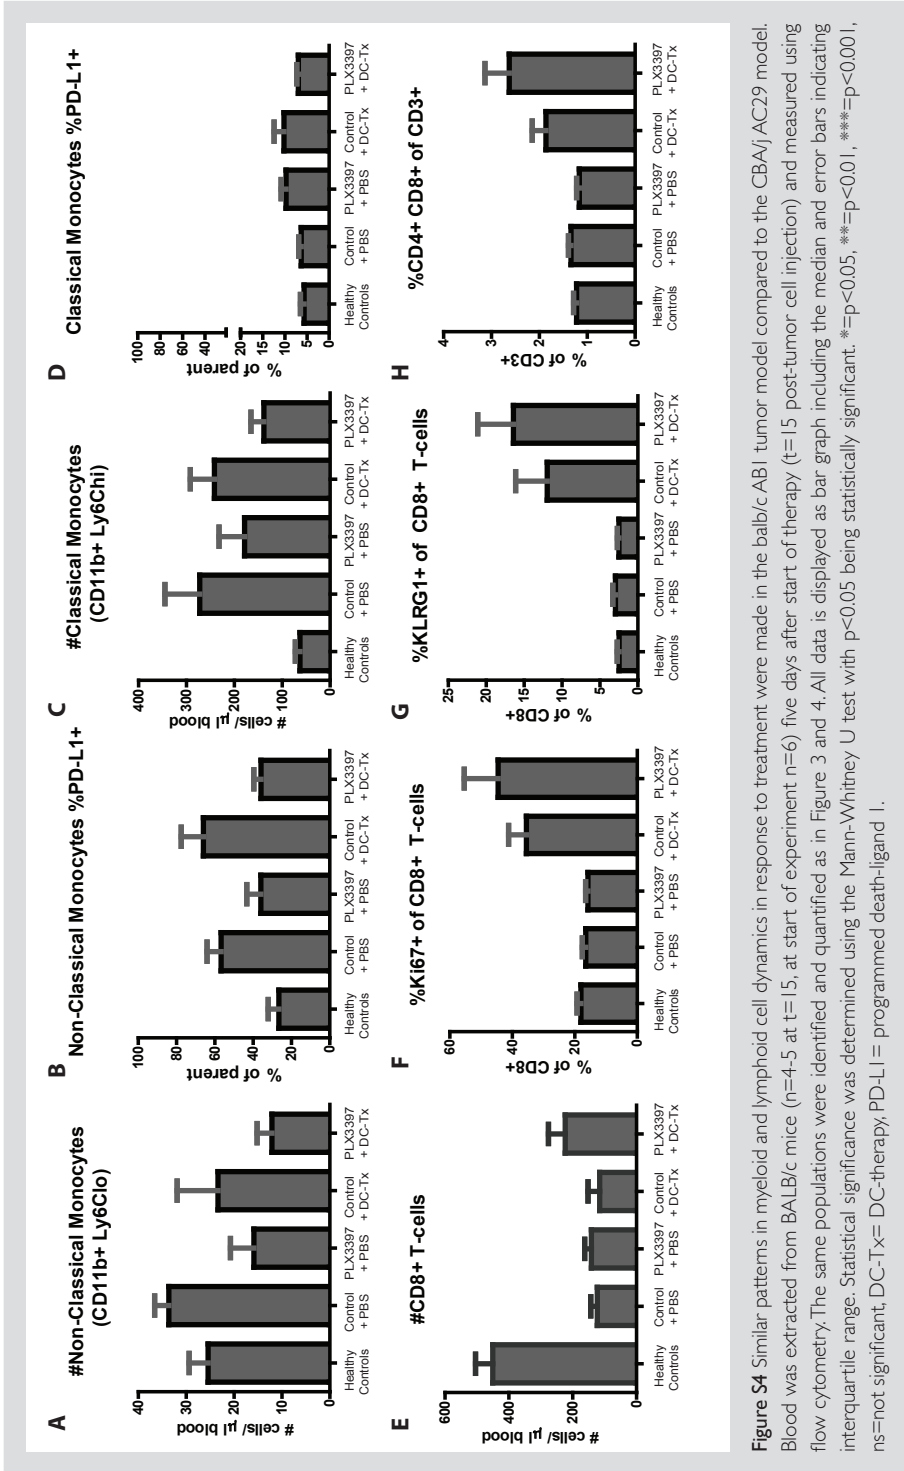 A
#Non-Classical Monocytes
(CD11b+ Ly6Clo)
# cells/ µl blood
40
30
20
10
0
Healthy
Controls
Control
+ PBS
PLX3397
+ PBS
Control
+ DC-Tx
PLX3397
+ DC-Tx
B
Non-Classical Monocytes %PD-L1+
% of parent
100
80
60
40
20
0
Healthy
Controls
Control
+ PBS
PLX3397
+ PBS
Control
+ DC-Tx
PLX3397
+ DC-Tx
C
#Classical Monocytes
(CD11b+ Ly6Chi)
# cells/ µl blood
400
300
200
100
0
Healthy
Controls
Control
+ PBS
PLX3397
+ PBS
Control
+ DC-Tx
PLX3397
+ DC-Tx
D
Classical Monocytes %PD-L1+
% of parent
100
80
60
40
20
15
10
5
0
Healthy
Controls
Control
+ PBS
PLX3397
+ PBS
Control
+ DC-Tx
PLX3397
+ DC-Tx
E
#CD8+ T-cells
# cells/ µl blood
600
400
200
0
Healthy
Controls
Control
+ PBS
PLX3397
+ PBS
Control
+ DC-Tx
PLX3397
+ DC-Tx
F
%Ki67+ of CD8+ T-cells
% of CD8+
60
40
20
0
Healthy
Controls
Control
+ PBS
PLX3397
+ PBS
Control
+ DC-Tx
PLX3397
+ DC-Tx
G
%KLRG1+ of CD8+ T-cells
% of CD8+
25
20
15
10
5
0
Healthy
Controls
Control
+ PBS
PLX3397
+ PBS
Control
+ DC-Tx
PLX3397
+ DC-Tx
H
%CD4+ CD8+ of CD3+
% of CD3+
4
3
2
1
0
Healthy
Controls
Control
+ PBS
PLX3397
+ PBS
Control
+ DC-Tx
PLX3397
+ DC-Tx
Figure S4 Similar patterns in myeloid and lymphoid cell dynamics in response to treatment were made in the balb/c AB1 tumor model compared to the CBA/j AC29 model.
Blood was extracted from BALB/c mice (n=4-5 at t=15, at start of experiment n=6) five days after start of therapy (t=15 post-tumor cell injection) and measured using
flow cytometry. The same populations were identified and quantified as in Figure 3 and 4. All data is displayed as bar graph including the median and error bars indicating
interquartile range. Statistical significance was determined using the Mann-Whitney U test with p<0.05 being statistically significant. *=p<0.05, **=p<0.01, ***=p<0.001,
ns=not significant, DC-Tx= DC-therapy, PD-L1= programmed death-ligand 1.